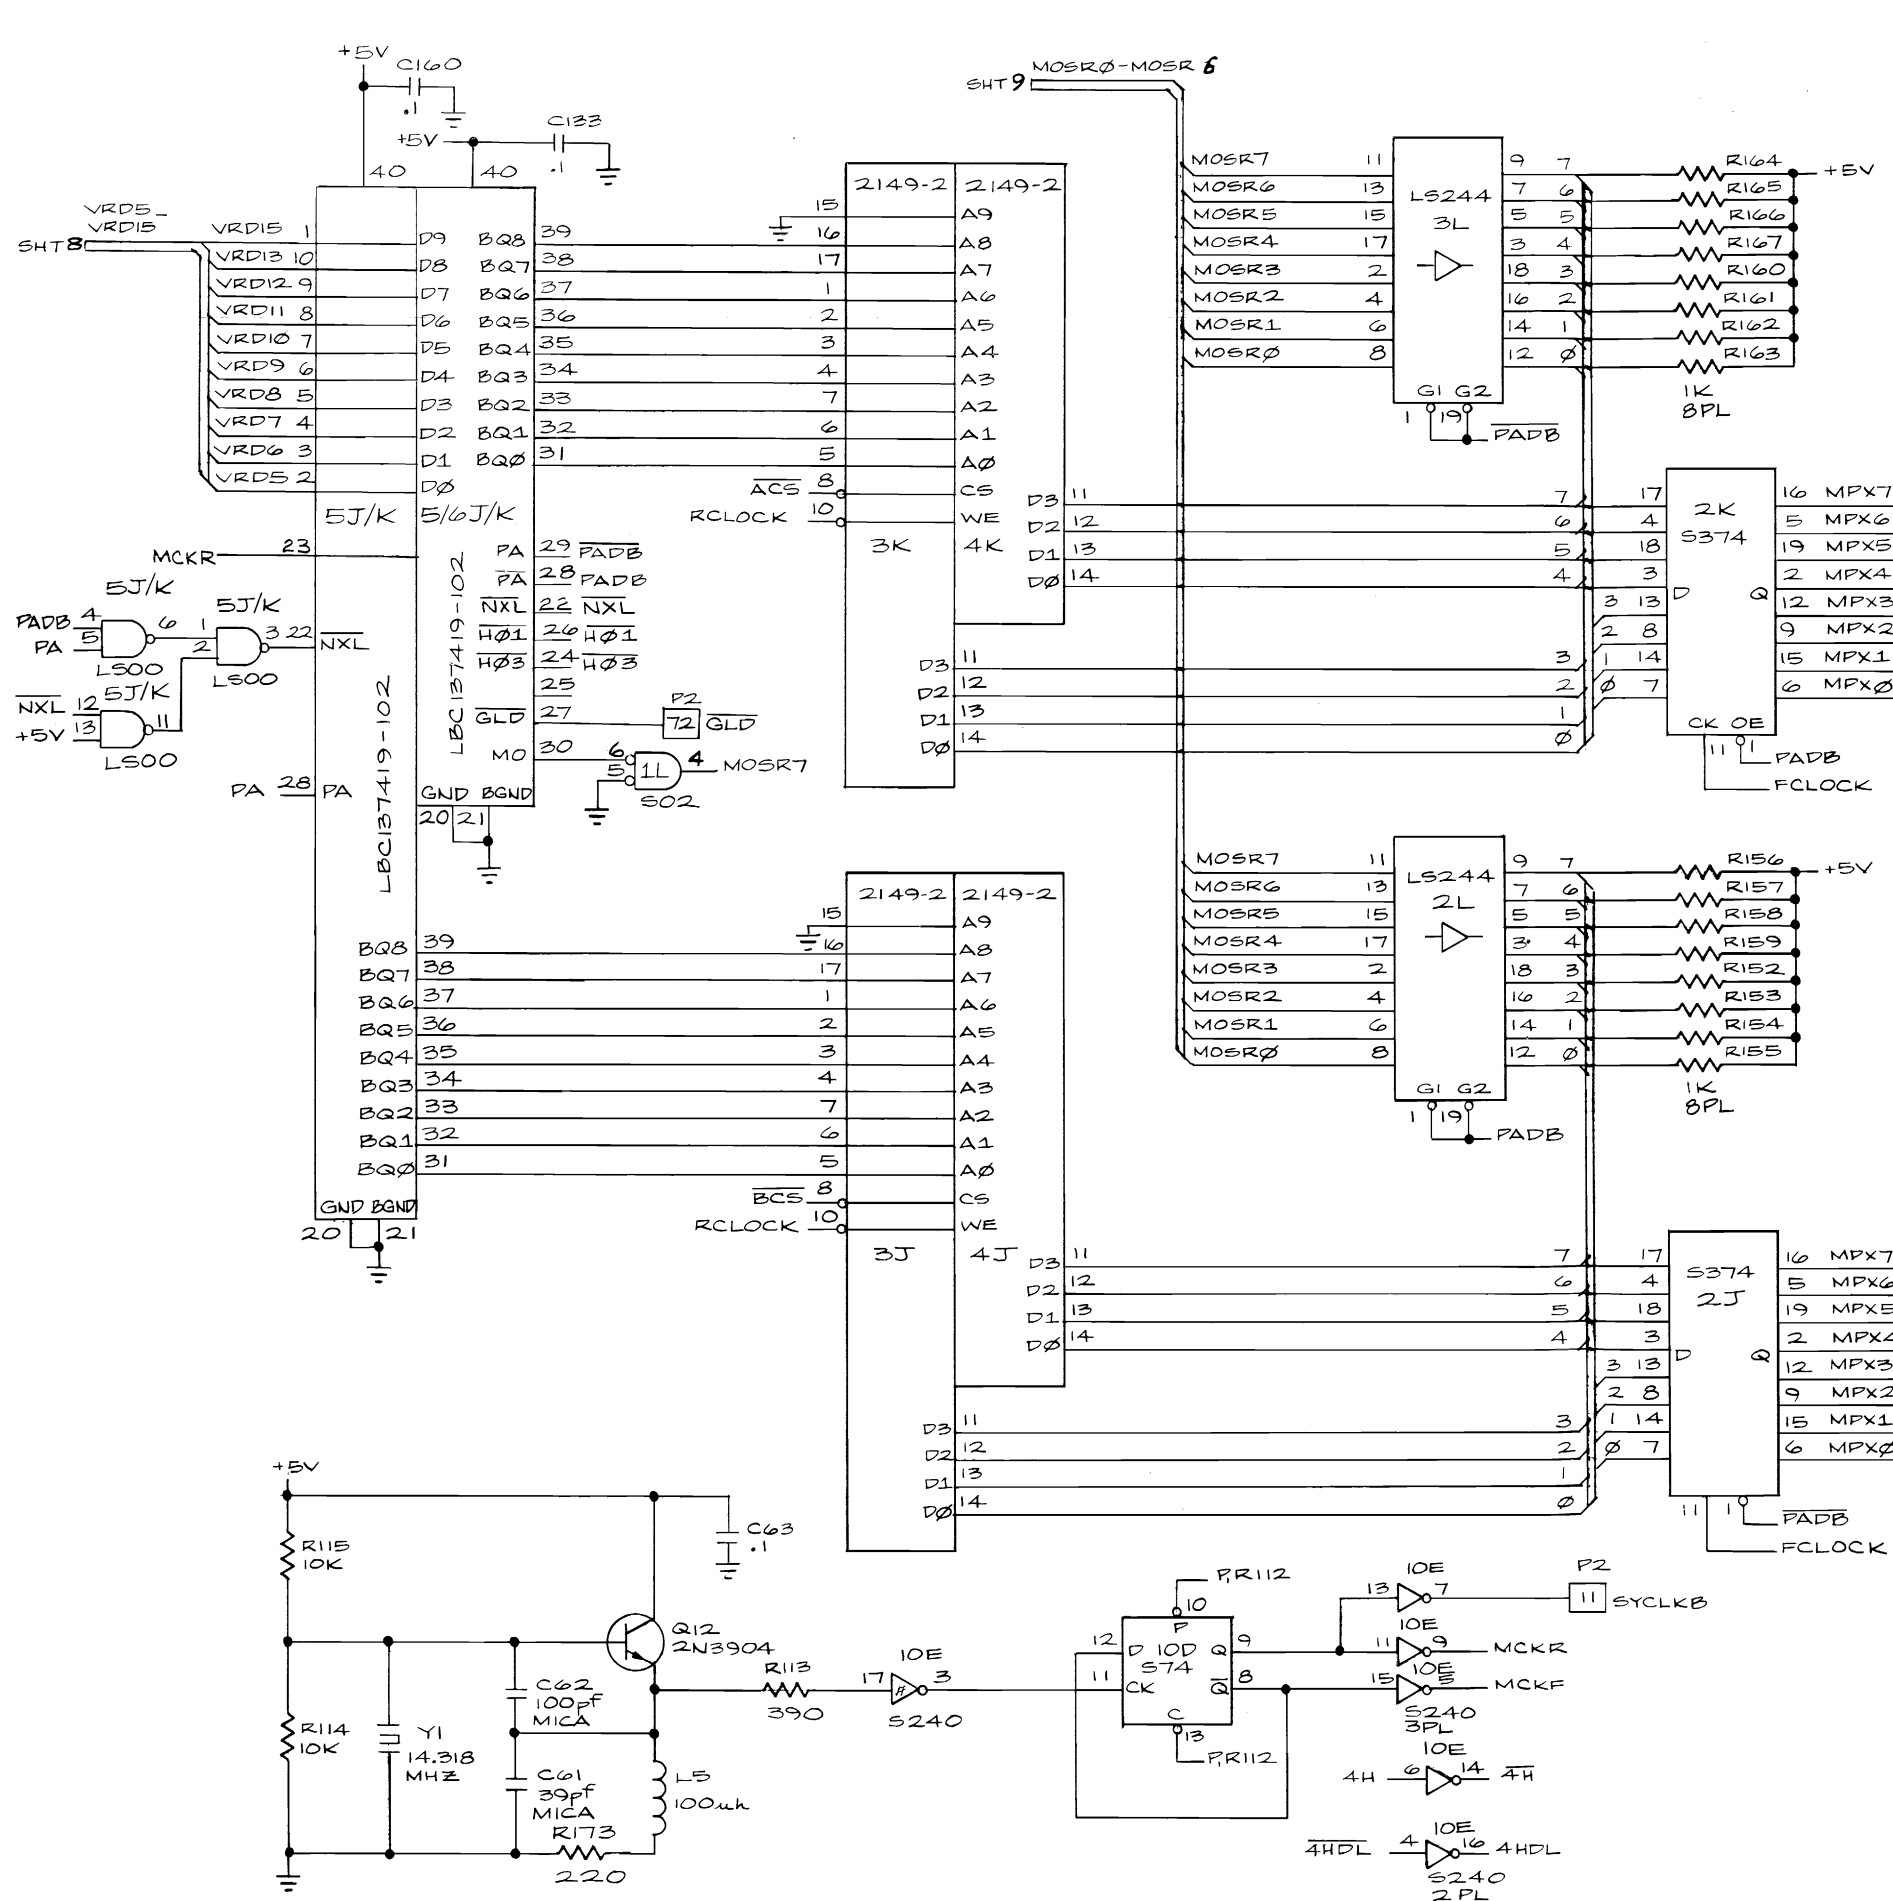 +5V
C160
.1
+5V
C133
.1
40
40
VRD5-
VRD15
SHT 8
VRD15 1
VRD13 10
VRD12 9
VRD11 8
VRD1Ø 7
VRD9 6
VRD8 5
VRD7 4
VRD6 3
VRD5 2
D9
D8
D7
D6
D5
D4
D3
D2
D1
DØ
BQ8 39
BQ7 38
BQ6 37
BQ5 36
BQ4 35
BQ3 34
BQ2 33
BQ1 32
BQØ 31
5J/K
5/6J/K
MCKR 23
5J/K
5J/K
PADB 4
PA 5
6
LS00
1
2
3 22
NXL
LS00
NXL 12
+5V 13
5J/K
11
LS00
PA 28 PA
LBC137419-102
LBC137419-102
PA 29 PADB
PA 28 PADB
NXL 22 NXL
HØ1 26 HØ1
HØ3 24 HØ3
25
GLD 27
P2
72 GLD
MO 30
6
5
1L
4 MOSR7
S02
GND BGND
20 21
BQ8 39
BQ7 38
BQ6 37
BQ5 36
BQ4 35
BQ3 34
BQ2 33
BQ1 32
BQØ 31
GND BGND
20 21
2149-2 2149-2
15 A9
16 A8
17 A7
1 A6
2 A5
3 A4
4 A3
7 A2
6 A1
5 AØ
ACS 8 CS
RCLOCK 10 WE
3K 4K
D3 11
D2 12
D1 13
DØ 14
D3 11
D2 12
D1 13
DØ 14
7
6
5
4
3
2
1
Ø
2149-2 2149-2
15 A9
16 A8
17 A7
1 A6
2 A5
3 A4
4 A3
7 A2
6 A1
5 AØ
BCS 8 CS
RCLOCK 10 WE
3J 4J
D3 11
D2 12
D1 13
DØ 14
D3 11
D2 12
D1 13
DØ 14
7
6
5
4
3
2
1
Ø
SHT 9
MOSRØ-MOSR 6
MOSR7 11
MOSR6 13
MOSR5 15
MOSR4 17
MOSR3 2
MOSR2 4
MOSR1 6
MOSRØ 8
LS244
3L
G1 G2
1 19
PADB
9 7 R164
7 6 R165
5 5 R166
3 4 R167
18 3 R160
16 2 R161
14 1 R162
12 Ø R163
+5V
1K
8PL
2K
S374
17
4
18
3
3 13
2 8
1 14
Ø 7
D Q
16 MPX7
5 MPX6
19 MPX5
2 MPX4
12 MPX3
9 MPX2
15 MPX1
6 MPXØ
CK OE
11 1
PADB
FCLOCK
MOSR7 11
MOSR6 13
MOSR5 15
MOSR4 17
MOSR3 2
MOSR2 4
MOSR1 6
MOSRØ 8
LS244
2L
G1 G2
1 19
PADB
9 7 R156
7 6 R157
5 5 R158
3 4 R159
18 3 R152
16 2 R153
14 1 R154
12 Ø R155
+5V
1K
8PL
S374
2J
17
4
18
3
3 13
2 8
1 14
Ø 7
D Q
16 MPX7
5 MPX6
19 MPX5
2 MPX4
12 MPX3
9 MPX2
15 MPX1
6 MPXØ
11 1
PADB
FCLOCK
+5V
R115
10K
C63
.1
R114
10K
Y1
14.318
MHZ
C62
100pf
MICA
C61
39pf
MICA
Q12
2N3904
L5
100uh
R173
220
R113
390
10E
17 # 3
S240
P,R112
10
P
12 D 10D Q 9
S74
11 CK Q 8
C
13
P,R112
10E
13 7
P2
11 SYCLKB
10E
11 9 MCKR
10E
15 5 MCKF
S240
3PL
10E
4H 6 14 4H
10E
4HDL 4 16 4HDL
S240
2 PL